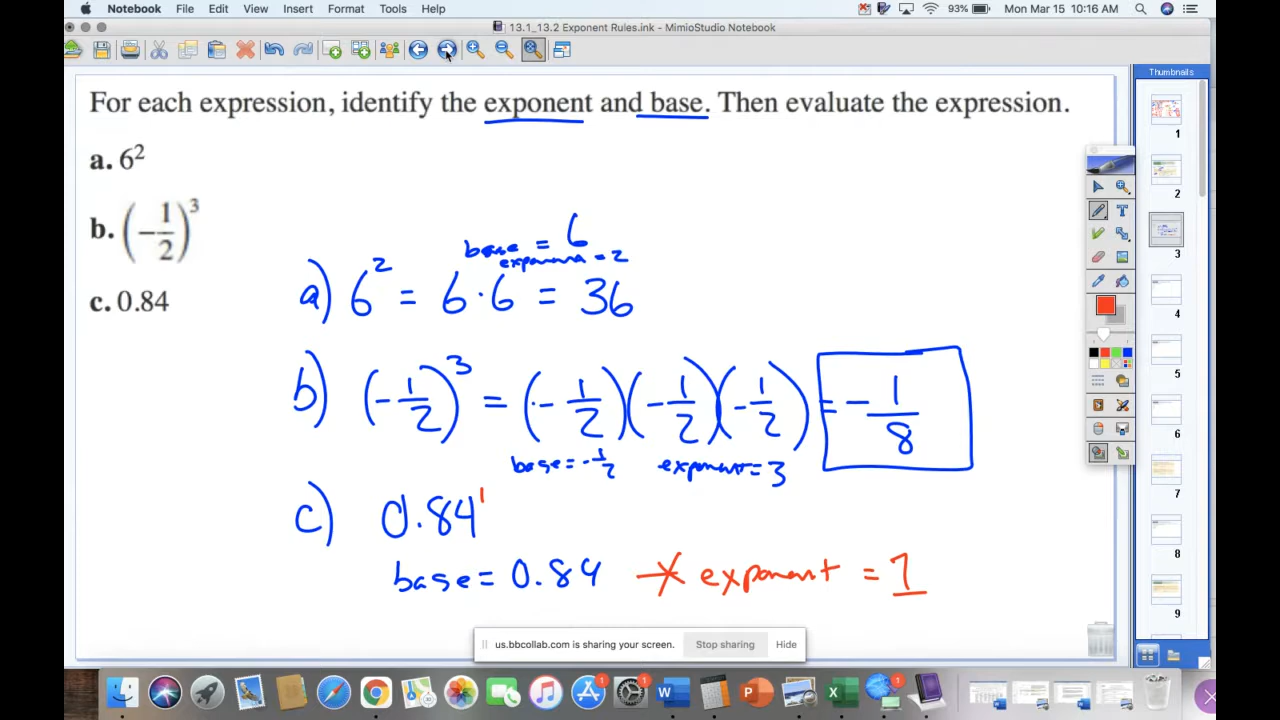 Notebook File Edit View Insert Format Tools Help 93% Mon Mar 15 10:16 AM
13.1_13.2 Exponent Rules.ink - MimioStudio Notebook
Thumbnails
For each expression, identify the exponent and base. Then evaluate the expression.
a. 6²
b. (-1/2)³
c. 0.84
base = 6
exponent = 2
a) 6² = 6·6 = 36
b) (-1/2)³ = (-1/2)(-1/2)(-1/2) = -1/8
base = -1/2 exponent = 3
c) 0.84¹
base = 0.84 * exponent = 1
1
2
3
4
5
6
7
8
9
us.bbcollab.com is sharing your screen. Stop sharing Hide